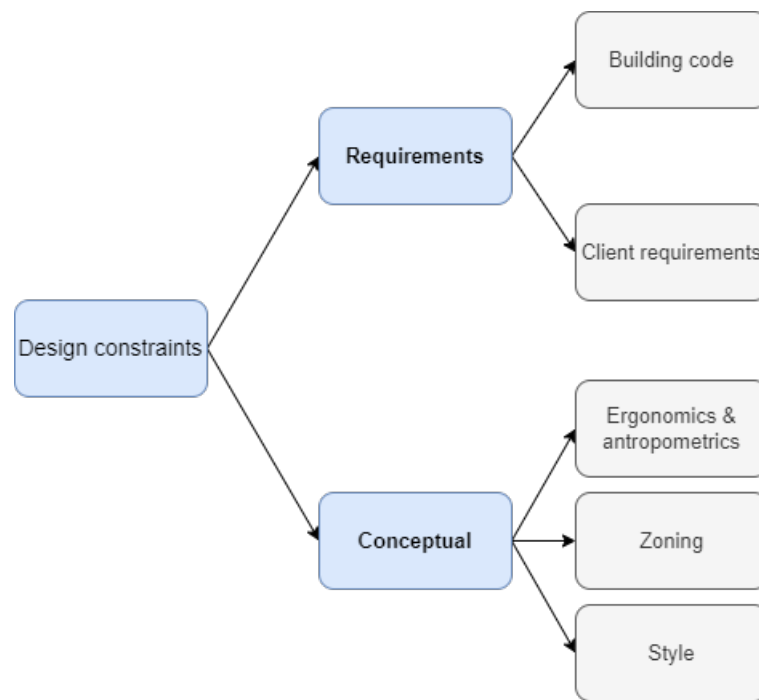 Building code
Requirements
Client requirements
Design constraints
Ergonomics &
antropometrics
Conceptual
Zoning
Style